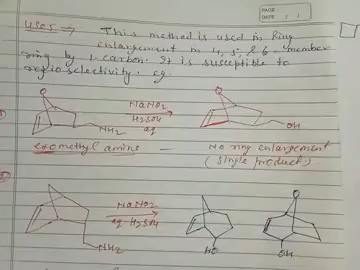 PAGE
DATE
Uses → This method is used in Ring
enlargement in 4, 5, & 6-member
ring by 1 carbon. It is susceptible to
regioselectivity. eg.
O
NaNO2
H2SO4
aq
NH2
O
OH
exomethyl amine — No ring enlargement
(Single product)
NaNO2
aq H2SO4
NH2
HO
OH